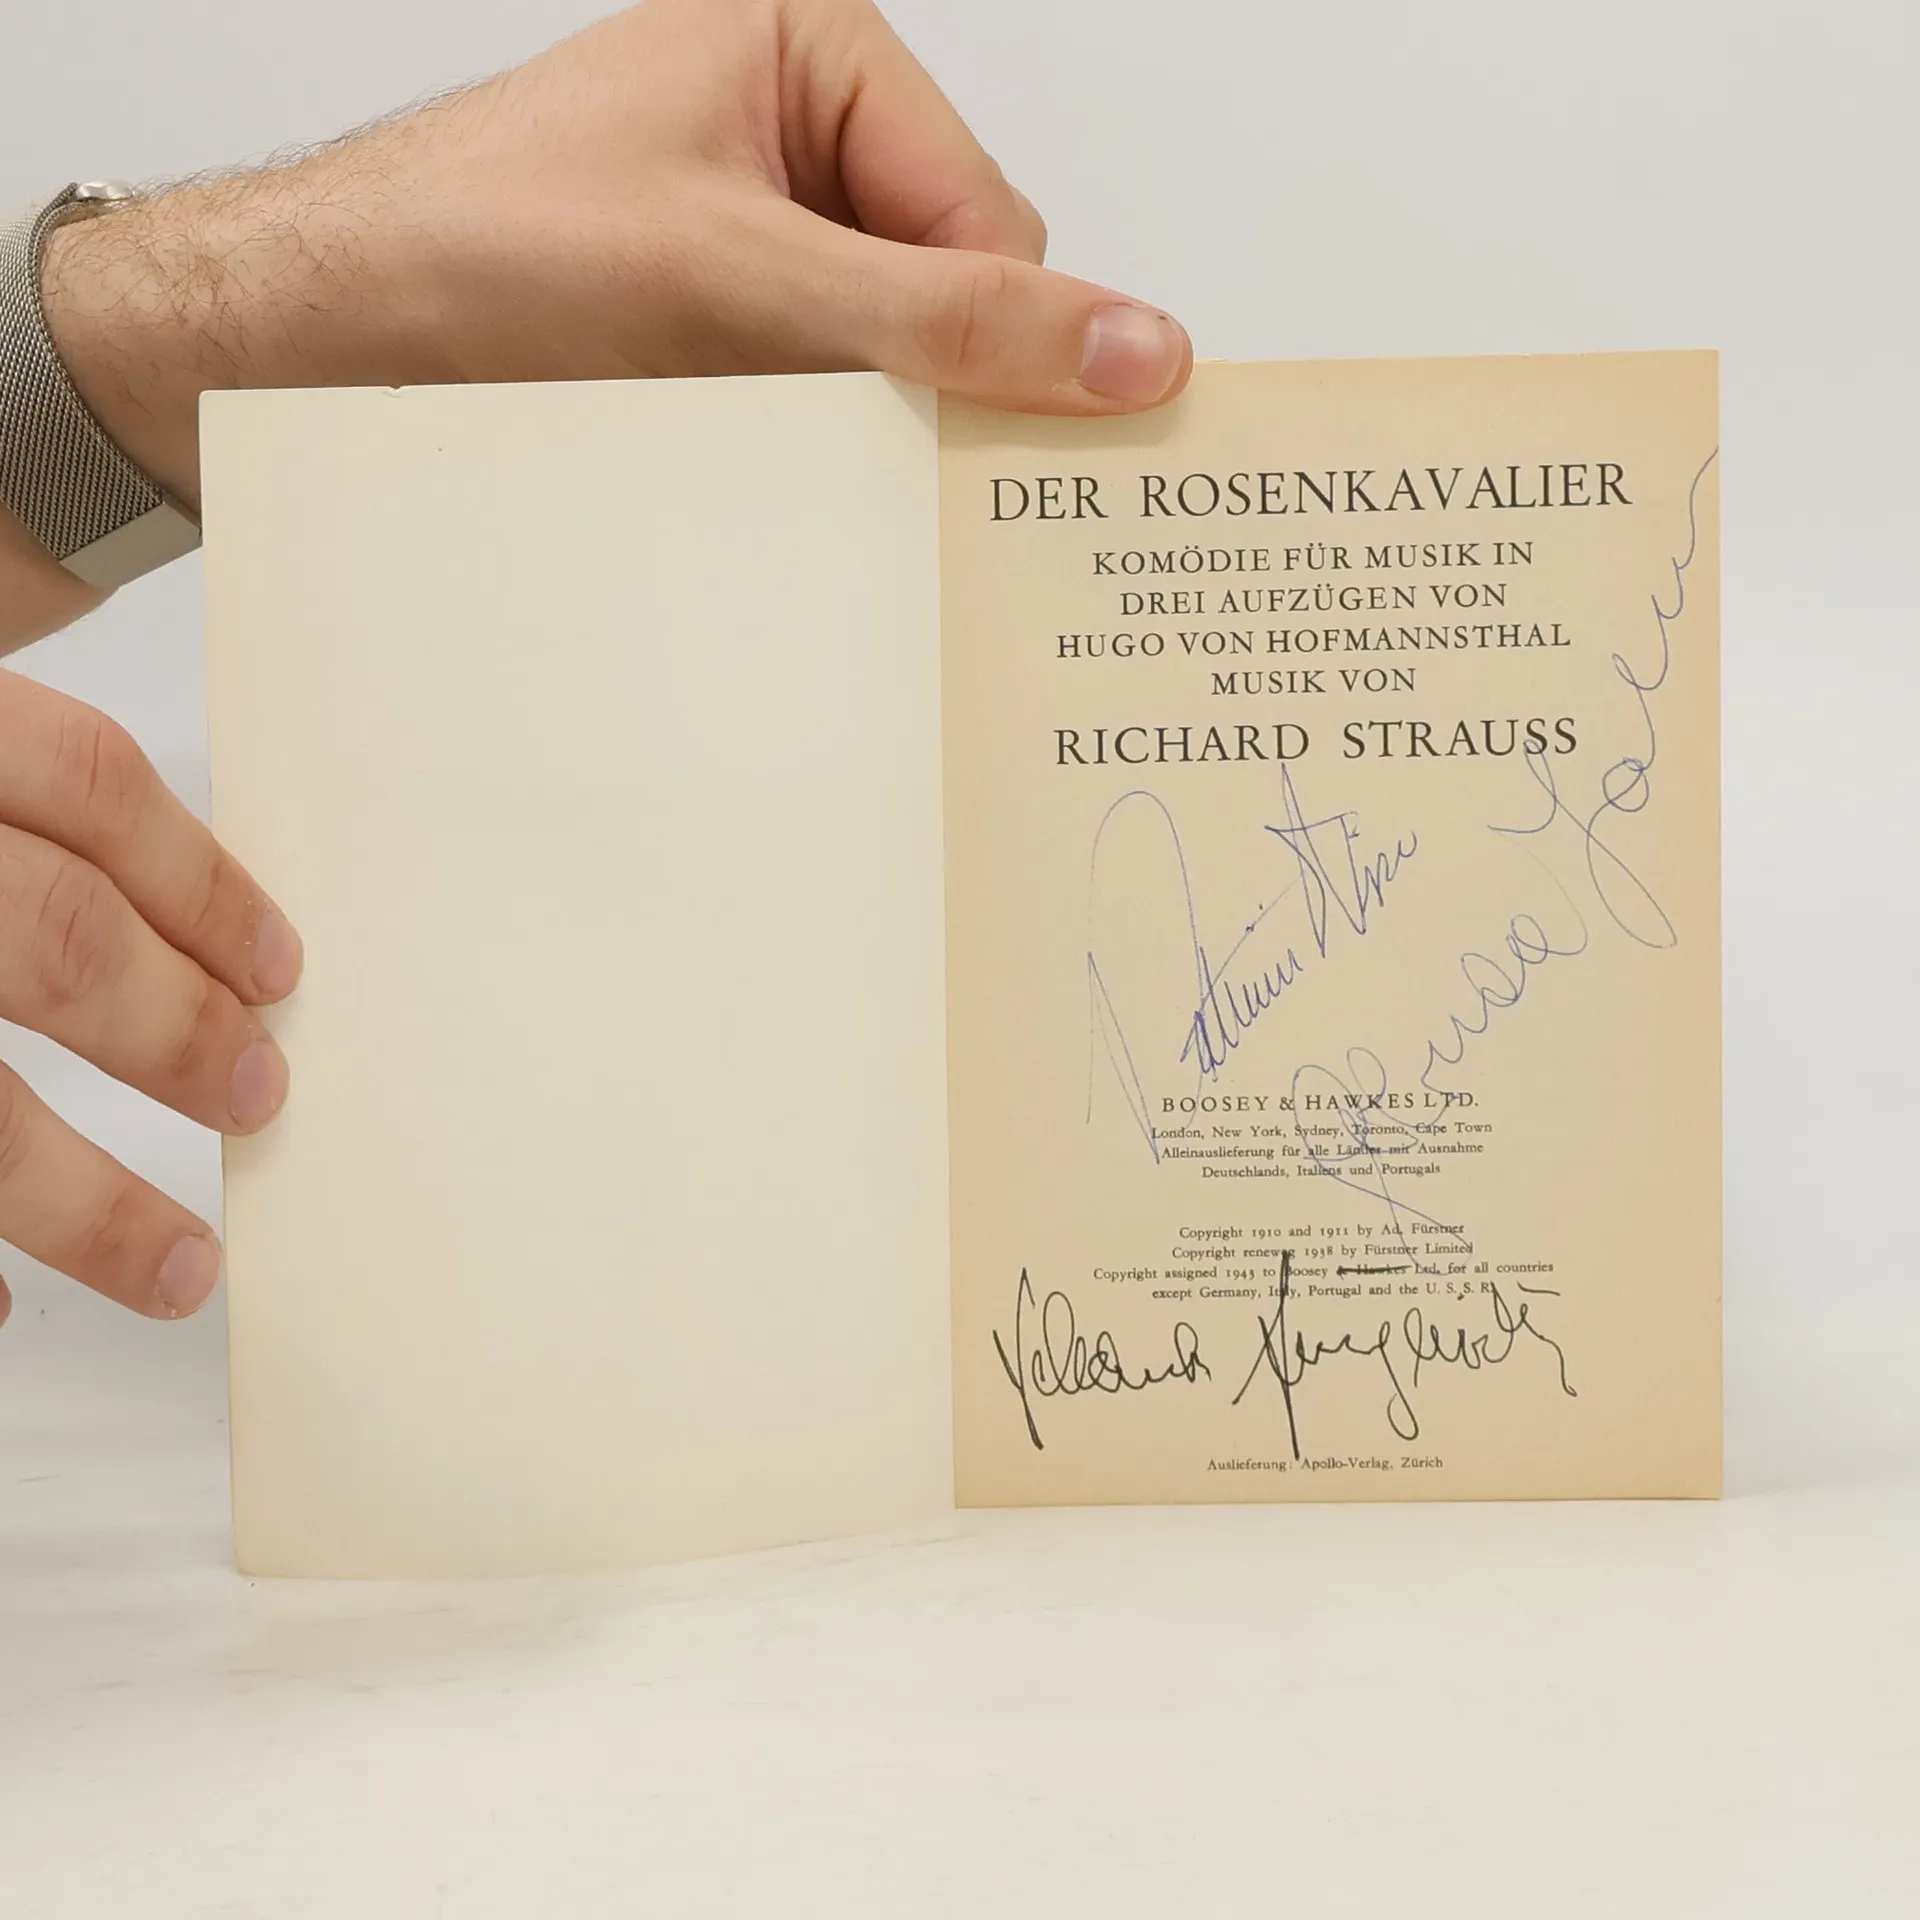 DER ROSENKAVALIER
KOMÖDIE FÜR MUSIK IN
DREI AUFZÜGEN VON
HUGO VON HOFMANNSTHAL
MUSIK VON
RICHARD STRAUSS
BOOSEY & HAWKES LTD.
London, New York, Sydney, Toronto, Cape Town
Alleinauslieferung für alle Länder mit Ausnahme
Deutschlands, Italiens und Portugals
Copyright 1910 and 1911 by Ad. Fürstner
Copyright renewed 1938 by Fürstner Limited
Copyright assigned 1943 to Boosey & Hawkes Ltd. for all countries
except Germany, Italy, Portugal and the U. S. S. R.
Auslieferung: Apollo-Verlag, Zürich